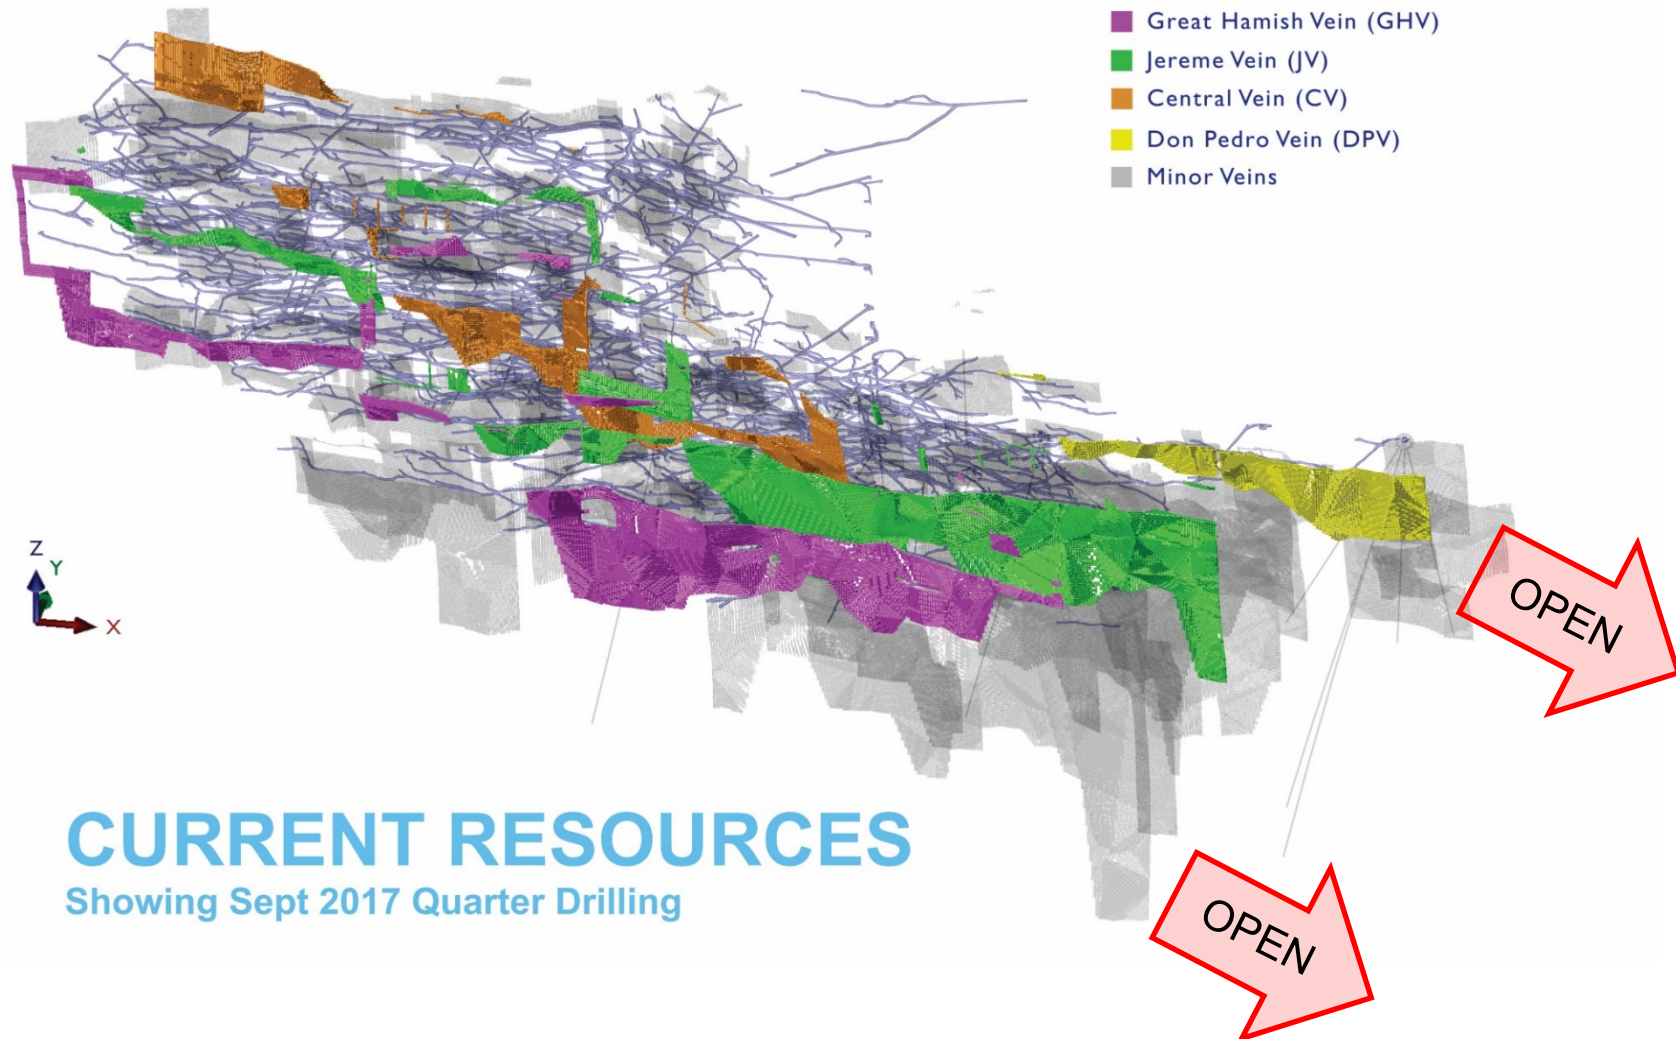 Great Hamish Vein (GHV)
Jereme Vein (JV)
Central Vein (CV)
Don Pedro Vein (DPV)
Minor Veins
Z
Y
X
OPEN
OPEN
CURRENT RESOURCES
Showing Sept 2017 Quarter Drilling